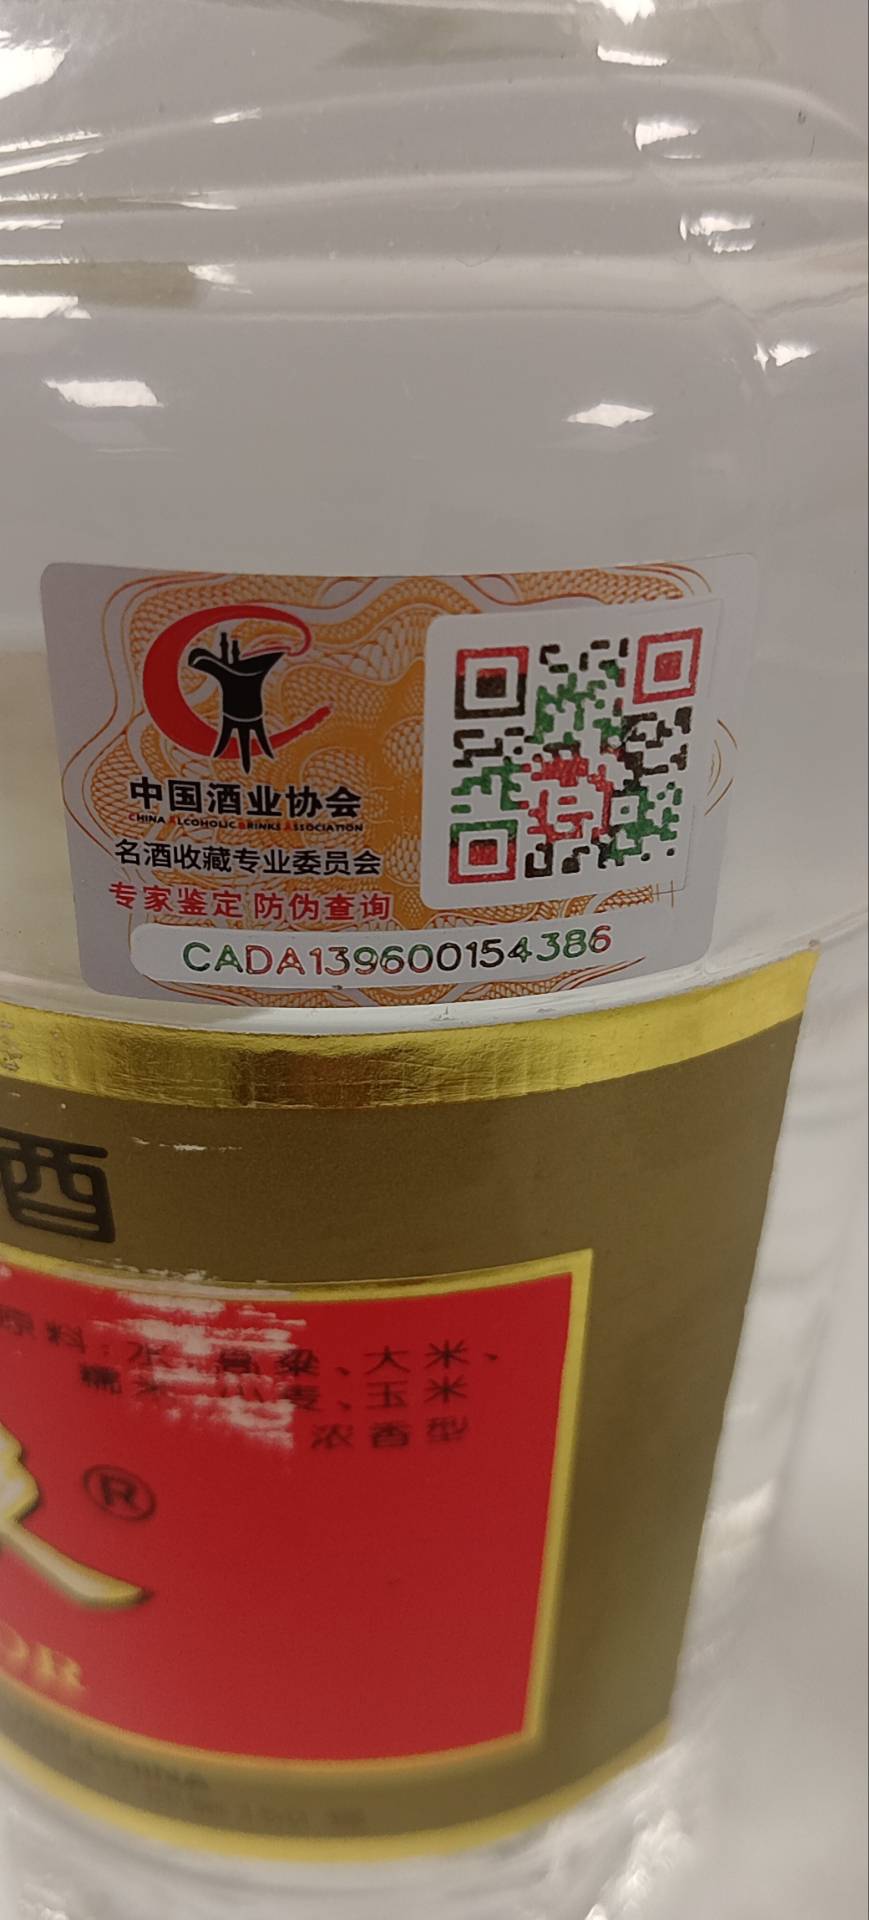 中国酒业协会
CHINA ALCOHOLIC DRINKS ASSOCIATION
名酒收藏专业委员会
专家鉴定 防伪查询
CADA139600154386
酒
原料：水、高粱、大米、
糯米、小麦、玉米
浓香型
®